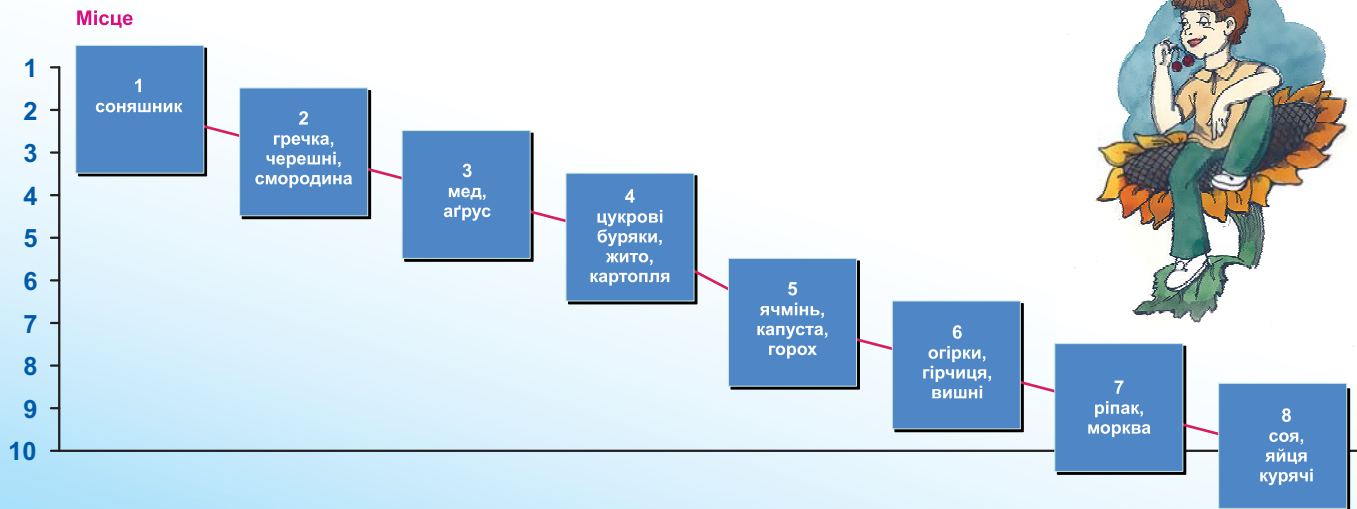 Місце
1
2
3
4
5
6
7
8
9
10
1
соняшник
2
гречка,
черешні,
смородина
3
мед,
аґрус
4
цукрові
буряки,
жито,
картопля
5
ячмінь,
капуста,
горох
6
огірки,
гірчиця,
вишні
7
ріпак,
морква
8
соя,
яйця
курячі